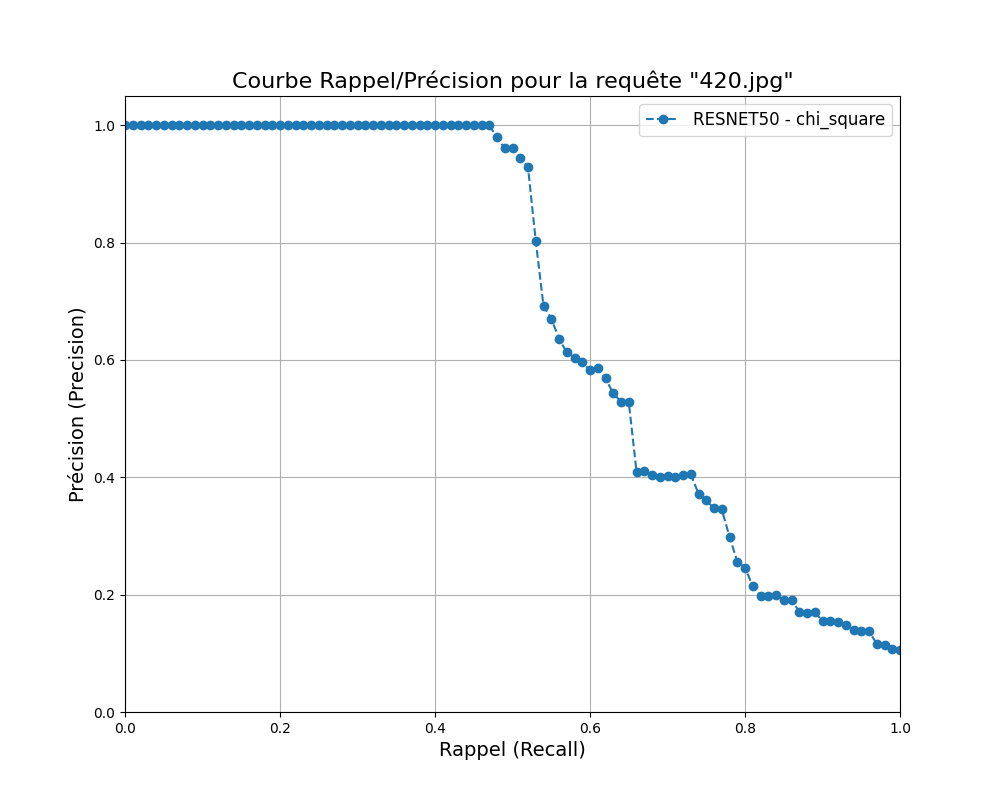 Courbe Rappel/Précision pour la requête "420.jpg"
RESNET50 - chi_square
1.0
0.8
0.6
0.4
0.2
0.0
Précision (Precision)
0.0 0.2 0.4 0.6 0.8 1.0
Rappel (Recall)